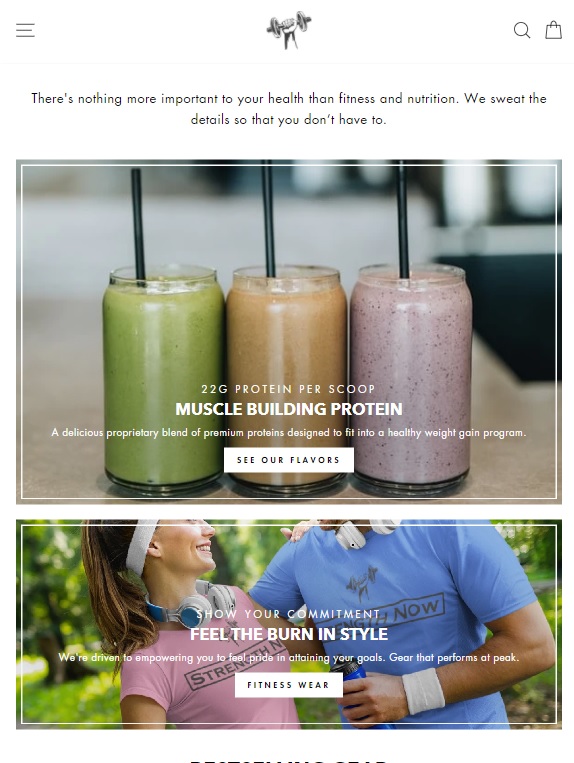 There's nothing more important to your health than fitness and nutrition. We sweat the
details so that you don't have to.
22G PROTEIN PER SCOOP
MUSCLE BUILDING PROTEIN
A delicious proprietary blend of premium proteins designed to fit into a healthy weight gain program.
SEE OUR FLAVORS
SHOW YOUR COMMITMENT
STRENGTH NOW
FEEL THE BURN IN STYLE
We're driven to empowering you to feel pride in attaining your goals. Gear that performs at peak.
FITNESS WEAR
BESTSELLING GEAR